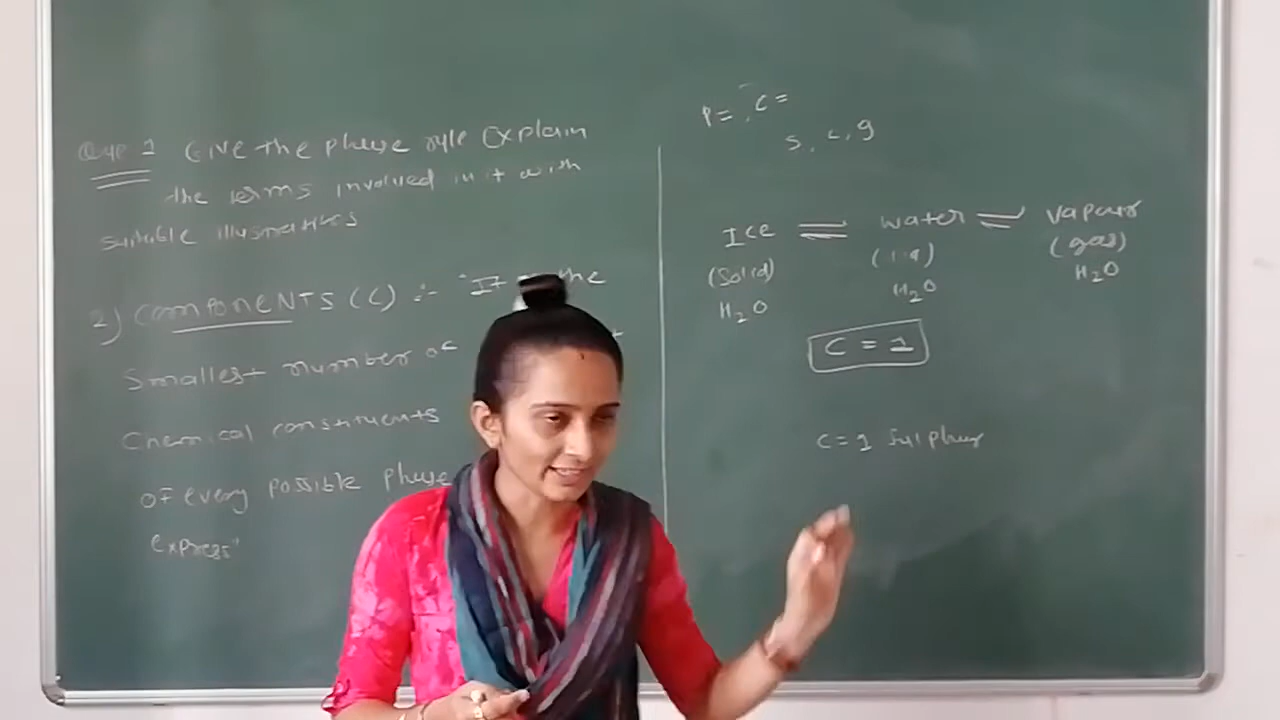 Que 1 Give the phase rule Explain
the terms involved in it with
suitable illustrations
2) COMPONENTS (C) :- "It the
Smallest number of
Chemical constituents
of every possible phase
express"
P= , C=
S, L, g
Ice ⇌ water ⇌ vapour
(Solid) (liq) (gas)
H2O H2O H2O
C = 1
C=1 Sulphur